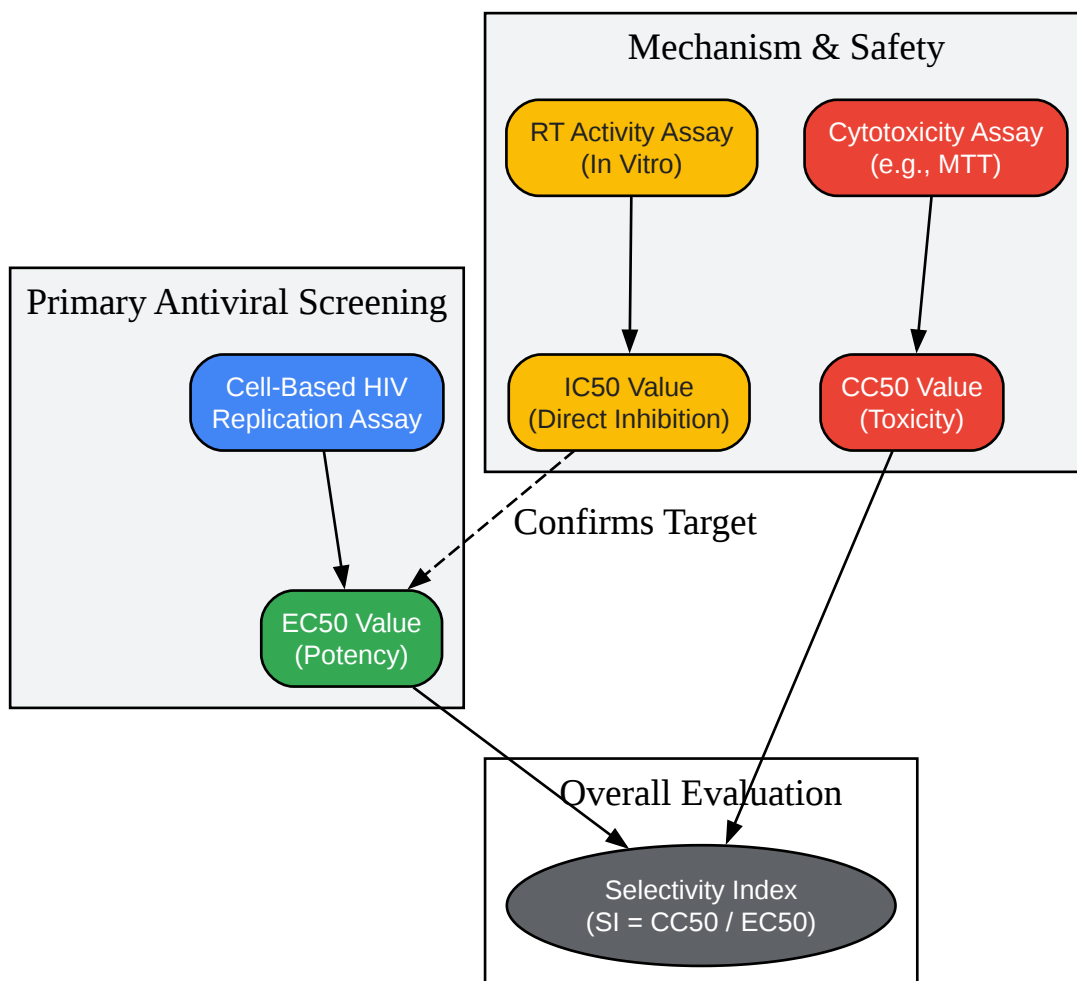 Mechanism & Safety
RT Activity Assay
(In Vitro)
Cytotoxicity Assay
(e.g., MTT)
Primary Antiviral Screening
Cell-Based HIV
Replication Assay
IC50 Value
(Direct Inhibition)
CC50 Value
(Toxicity)
Confirms Target
EC50 Value
(Potency)
Overall Evaluation
Selectivity Index
(SI = CC50 / EC50)